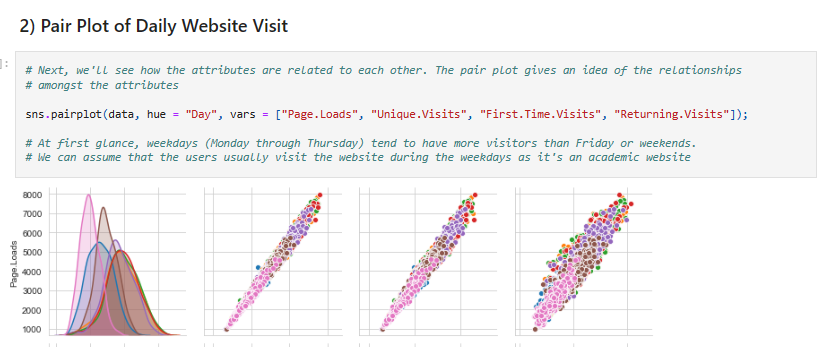 2) Pair Plot of Daily Website Visit
]:
# Next, we'll see how the attributes are related to each other. The pair plot gives an idea of the relationships
# amongst the attributes
sns.pairplot(data, hue = "Day", vars = ["Page.Loads", "Unique.Visits", "First.Time.Visits", "Returning.Visits"]);
# At first glance, weekdays (Monday through Thursday) tend to have more visitors than Friday or weekends.
# We can assume that the users usually visit the website during the weekdays as it's an academic website
8000
7000
6000
5000
4000
3000
2000
1000
Page.Loads